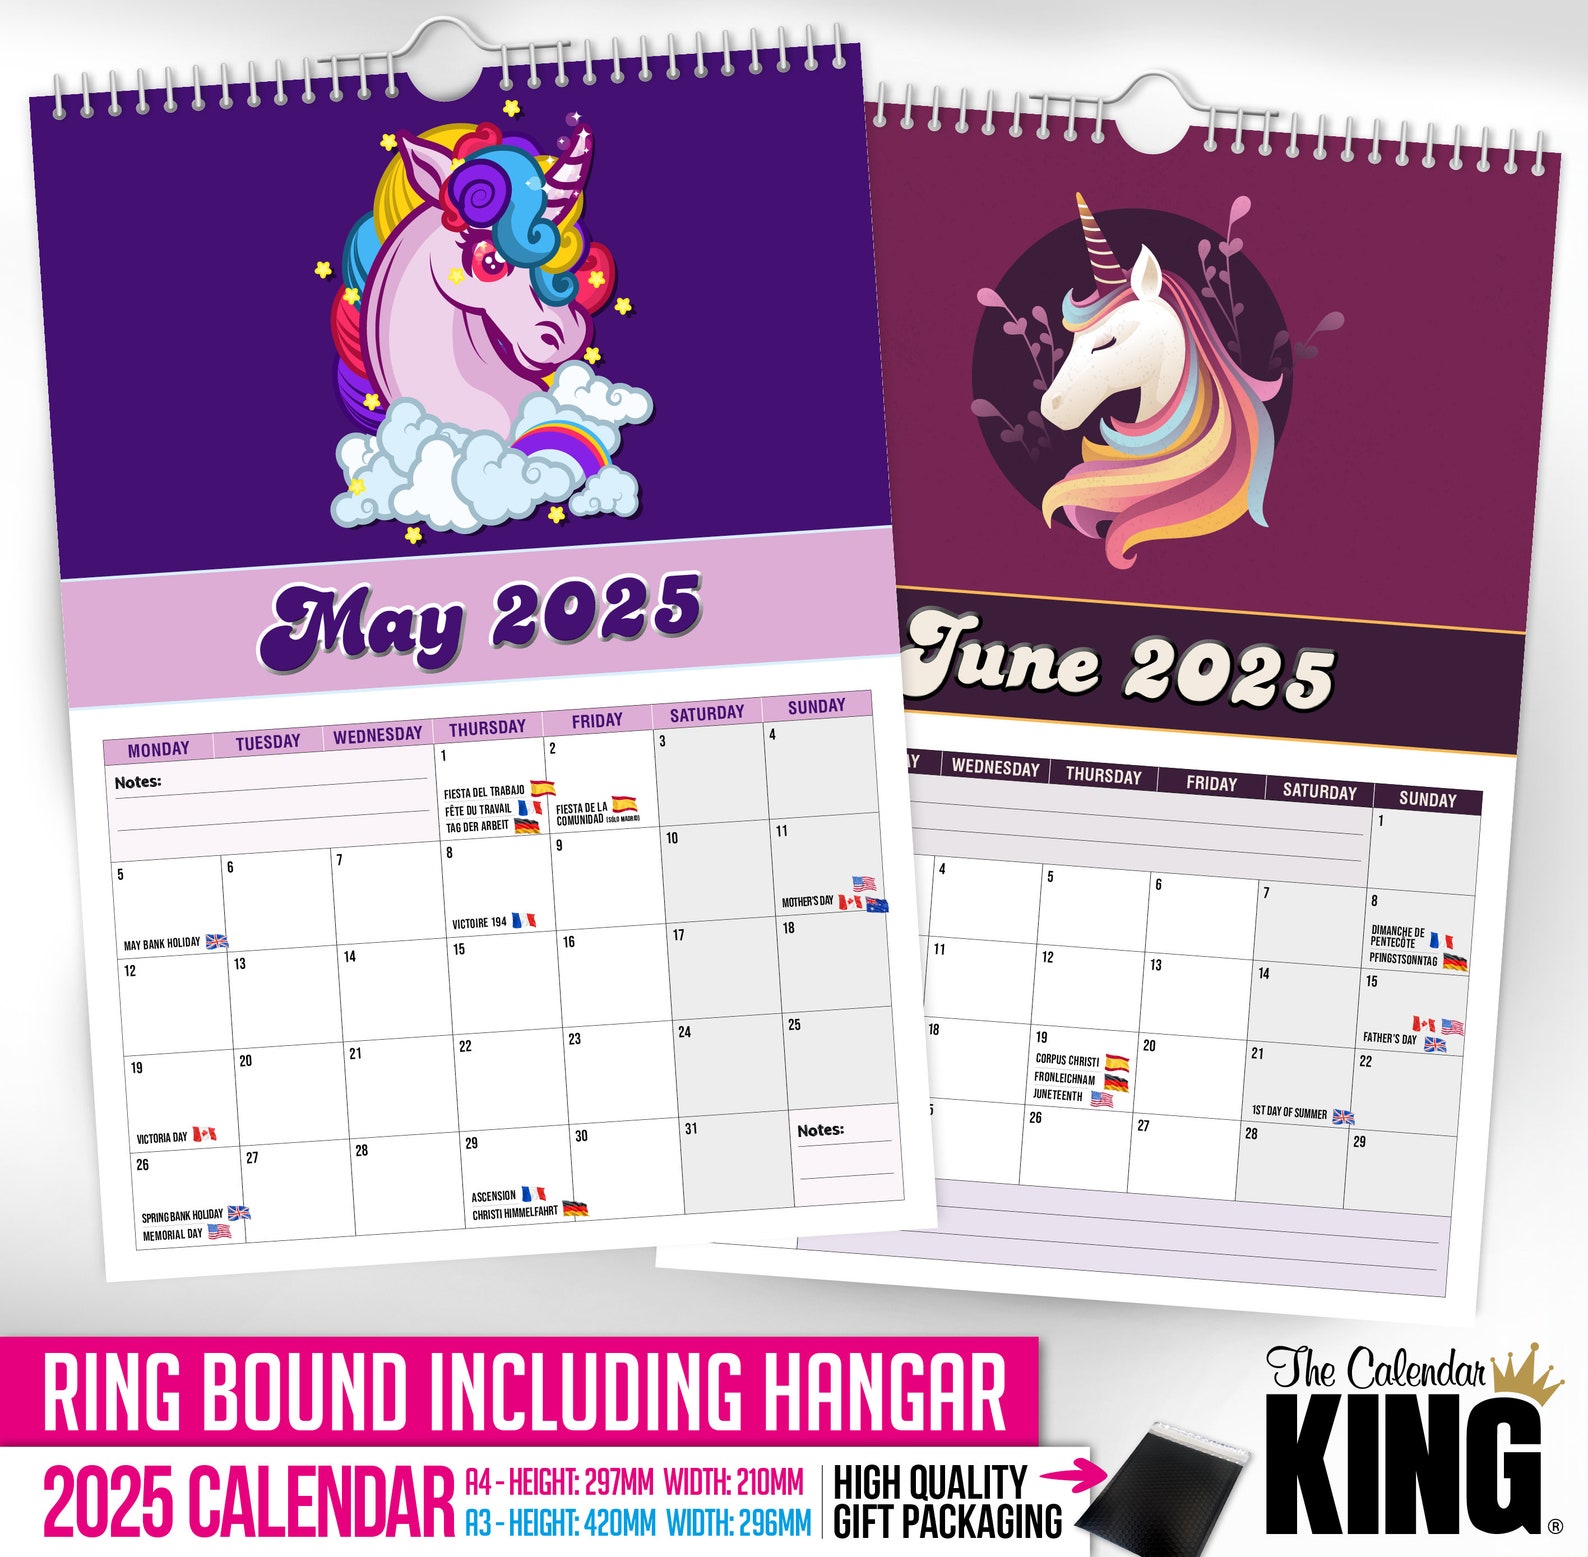 May 2025
MONDAY TUESDAY WEDNESDAY THURSDAY FRIDAY SATURDAY SUNDAY
Notes:
1
FIESTA DEL TRABAJO
FÊTE DU TRAVAIL
TAG DER ARBEIT
2
FIESTA DE LA
COMUNIDAD (SÓLO MADRID)
3
4
5
MAY BANK HOLIDAY
6
7
8
VICTOIRE 194
9
10
11
MOTHER'S DAY
12
13
14
15
16
17
18
19
VICTORIA DAY
20
21
22
23
24
25
26
SPRING BANK HOLIDAY
MEMORIAL DAY
27
28
29
ASCENSION
CHRISTI HIMMELFAHRT
30
31
Notes:
June 2025
AY WEDNESDAY THURSDAY FRIDAY SATURDAY SUNDAY
1
4
5
6
7
8
DIMANCHE DE
PENTECÔTE
PFINGSTSONNTAG
11
12
13
14
15
FATHER'S DAY
18
19
CORPUS CHRISTI
FRONLEICHNAM
JUNETEENTH
20
21
1ST DAY OF SUMMER
22
5
26
27
28
29
RING BOUND INCLUDING HANGAR
2025 CALENDAR
A4 - HEIGHT: 297MM WIDTH: 210MM
A3 - HEIGHT: 420MM WIDTH: 296MM
HIGH QUALITY
GIFT PACKAGING
The Calendar
KING®